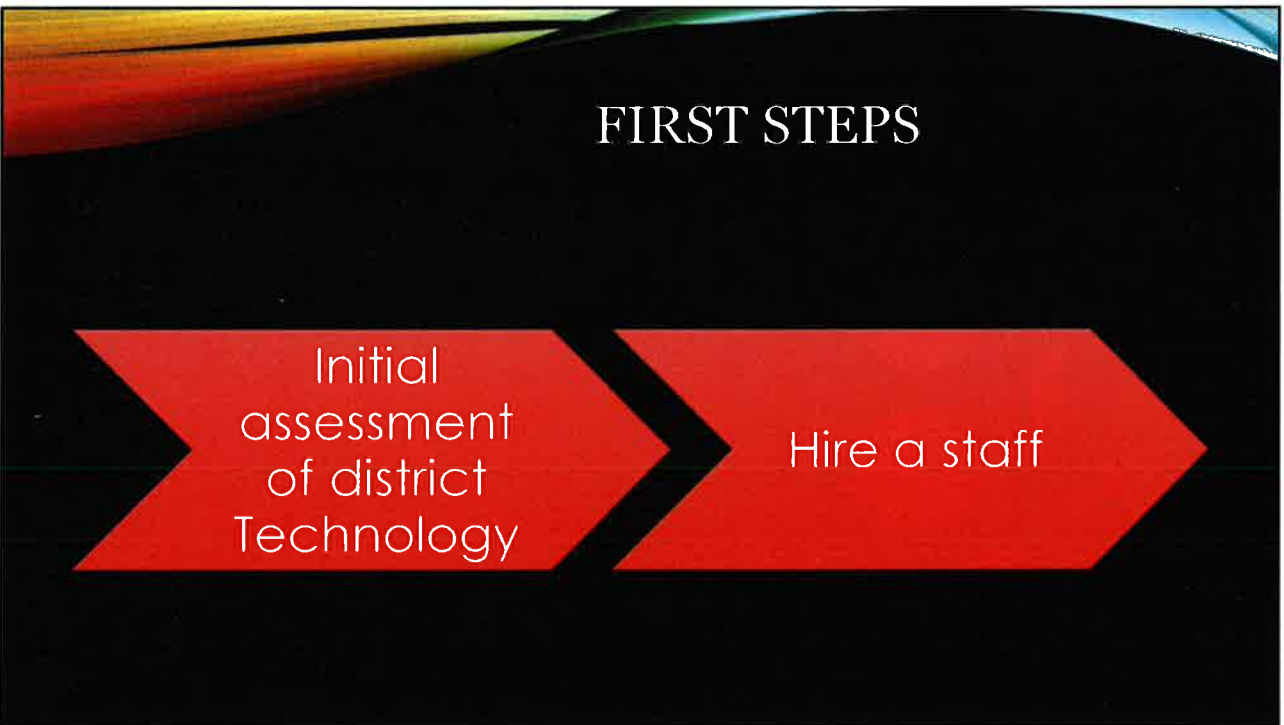 FIRST STEPS
Initial
assessment
of district
Technology
Hire a staff